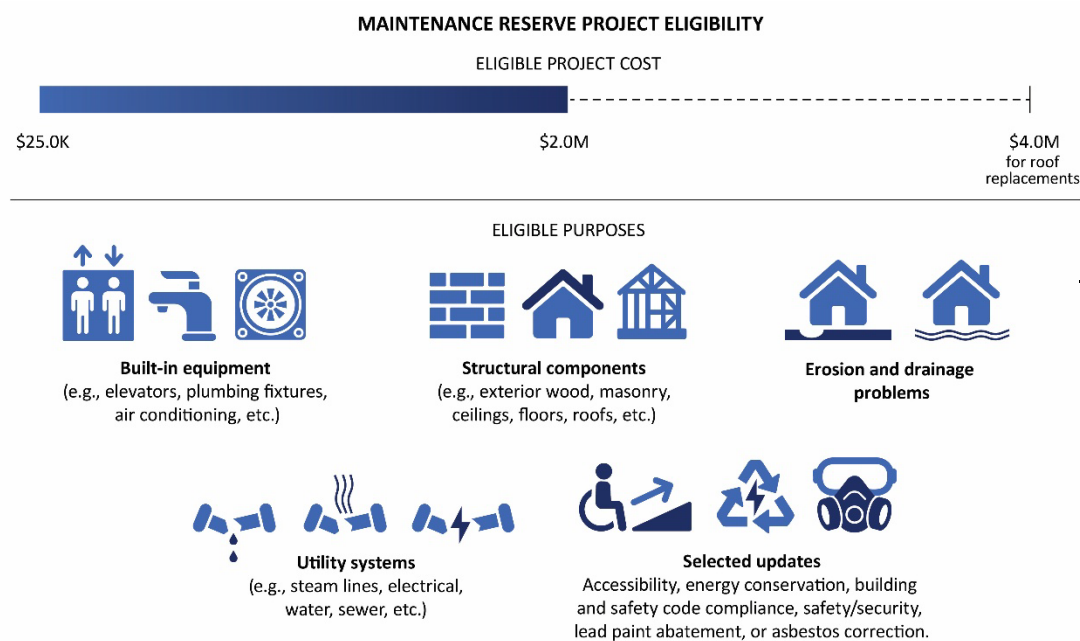 MAINTENANCE RESERVE PROJECT ELIGIBILITY
ELIGIBLE PROJECT COST
$25.0K
$2.0M
$4.0M
for roof
replacements
ELIGIBLE PURPOSES
Built-in equipment
(e.g., elevators, plumbing fixtures,
air conditioning, etc.)
Structural components
(e.g., exterior wood, masonry,
ceilings, floors, roofs, etc.)
Erosion and drainage
problems
Utility systems
(e.g., steam lines, electrical,
water, sewer, etc.)
Selected updates
Accessibility, energy conservation, building
and safety code compliance, safety/security,
lead paint abatement, or asbestos correction.